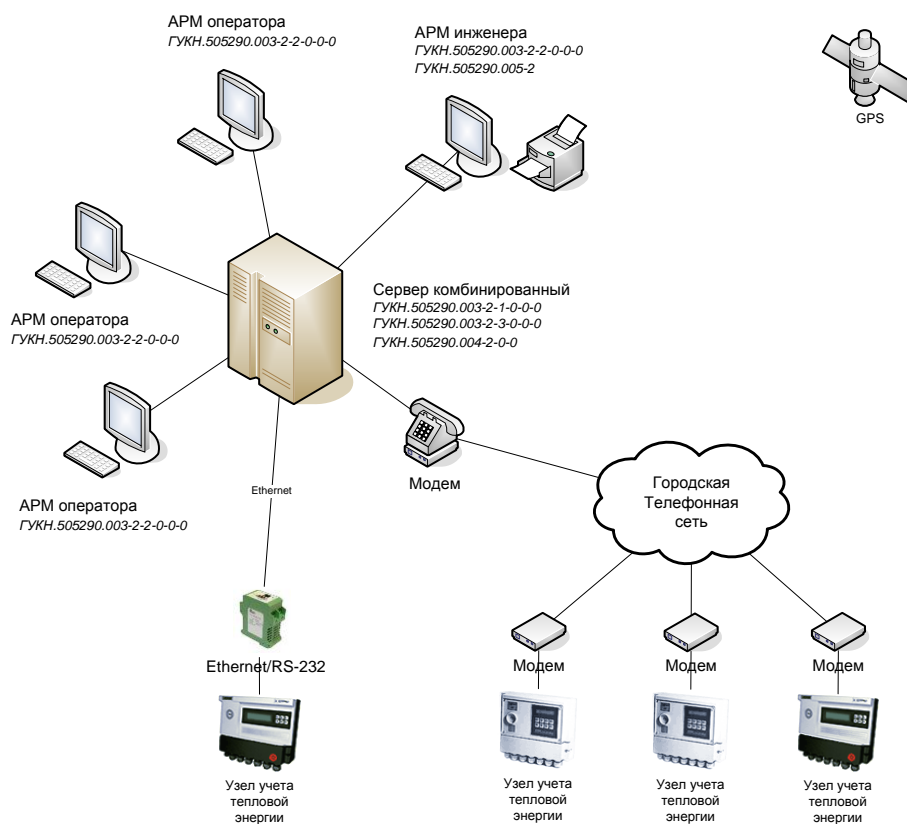 АРМ оператора
ГУКН.505290.003-2-2-0-0-0
АРМ инженера
ГУКН.505290.003-2-2-0-0-0
ГУКН.505290.005-2
GPS
АРМ оператора
ГУКН.505290.003-2-2-0-0-0
Сервер комбинированный
ГУКН.505290.003-2-1-0-0-0
ГУКН.505290.003-2-3-0-0-0
ГУКН.505290.004-2-0-0
АРМ оператора
ГУКН.505290.003-2-2-0-0-0
Ethernet
Модем
Городская
Телефонная
сеть
Ethernet/RS-232
Модем
Модем
Модем
Узел учета
тепловой
энергии
Узел учета
тепловой
энергии
Узел учета
тепловой
энергии
Узел учета
тепловой
энергии